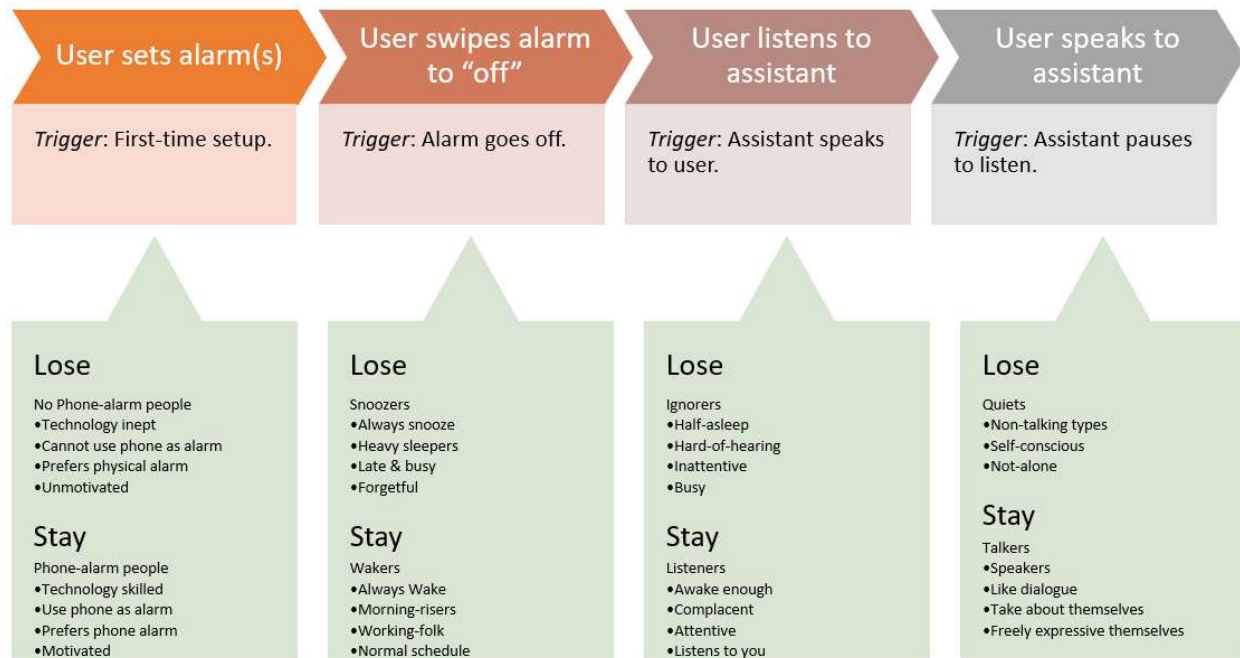 User sets alarm(s)
User swipes alarm
to “off”
User listens to
assistant
User speaks to
assistant
Trigger: First-time setup.
Trigger: Alarm goes off.
Trigger: Assistant speaks
to user.
Trigger: Assistant pauses
to listen.
Lose
No Phone-alarm people
•Technology inept
•Cannot use phone as alarm
•Prefers physical alarm
•Unmotivated
Stay
Phone-alarm people
•Technology skilled
•Use phone as alarm
•Prefers phone alarm
•Motivated
Lose
Snoozers
•Always snooze
•Heavy sleepers
•Late & busy
•Forgetful
Stay
Wakers
•Always Wake
•Morning-risers
•Working-folk
•Normal schedule
Lose
Ignorers
•Half-asleep
•Hard-of-hearing
•Inattentive
•Busy
Stay
Listeners
•Awake enough
•Complacent
•Attentive
•Listens to you
Lose
Quiets
•Non-talking types
•Self-conscious
•Not-alone
Stay
Talkers
•Speakers
•Like dialogue
•Take about themselves
•Freely expressive themselves